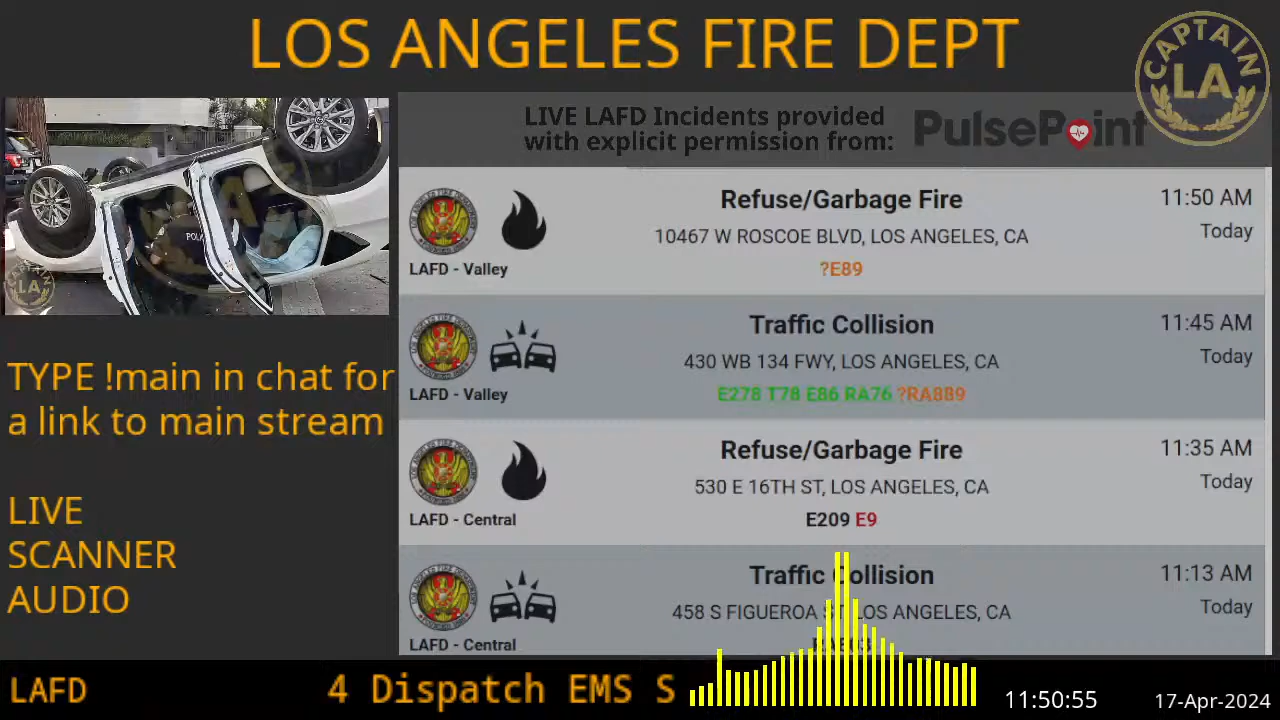 LOS ANGELES FIRE DEPT
CAPTAIN
LA
LIVE LAFD Incidents provided
with explicit permission from:
PulsePoint
Refuse/Garbage Fire
11:50 AM
10467 W ROSCOE BLVD, LOS ANGELES, CA
Today
LAFD - Valley
?E89
Traffic Collision
11:45 AM
430 WB 134 FWY, LOS ANGELES, CA
Today
LAFD - Valley
E278 T78 E86 RA76 ?RA889
Refuse/Garbage Fire
11:35 AM
530 E 16TH ST, LOS ANGELES, CA
Today
LAFD - Central
E209 E9
Traffic Collision
11:13 AM
458 S FIGUEROA ST, LOS ANGELES, CA
Today
LAFD - Central
TYPE !main in chat for
a link to main stream
LIVE
SCANNER
AUDIO
LAFD
4 Dispatch EMS S
11:50:55
17-Apr-2024